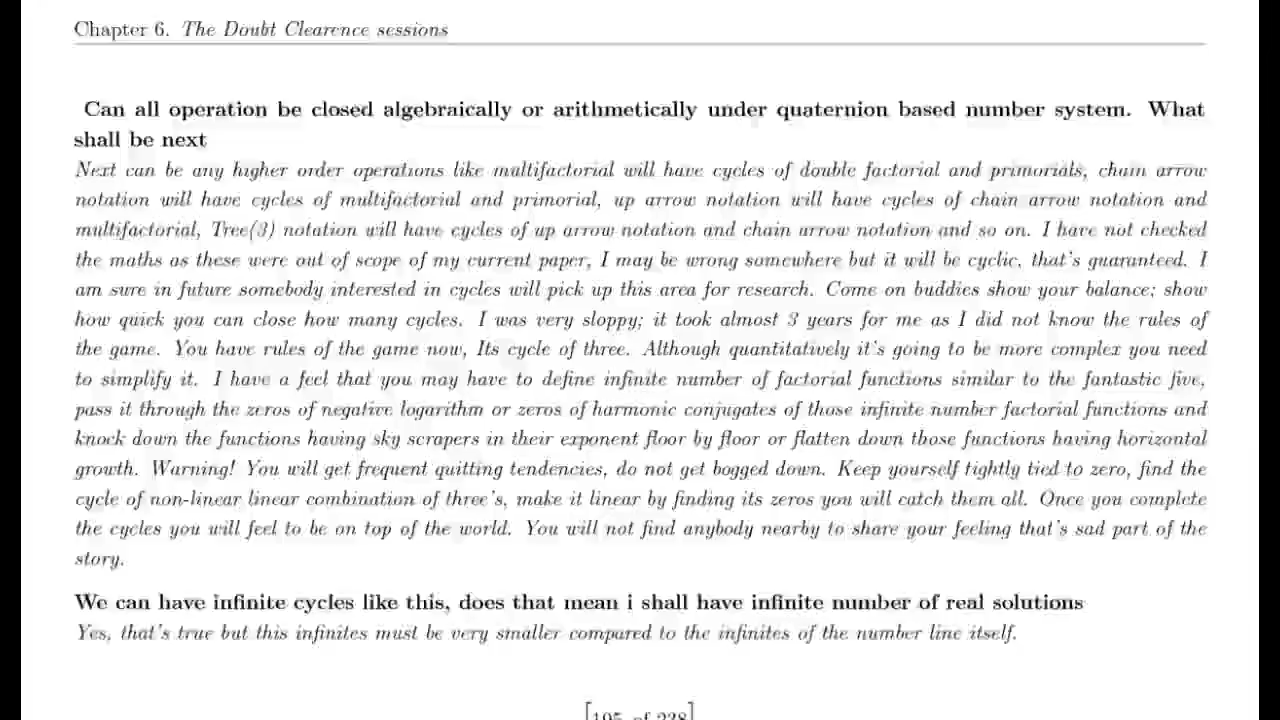 Chapter 6. The Doubt Clearence sessions
Can all operation be closed algebraically or arithmetically under quaternion based number system. What
shall be next
Next can be any higher order operations like multifactorial will have cycles of double factorial and primorials, chain arrow
notation will have cycles of multifactorial and primorial, up arrow notation will have cycles of chain arrow notation and
multifactorial, Tree(3) notation will have cycles of up arrow notation and chain arrow notation and so on. I have not checked
the maths as these were out of scope of my current paper, I may be wrong somewhere but it will be cyclic, that's guaranteed. I
am sure in future somebody interested in cycles will pick up this area for research. Come on buddies show your balance; show
how quick you can close how many cycles. I was very sloppy; it took almost 3 years for me as I did not know the rules of
the game. You have rules of the game now, Its cycle of three. Although quantitatively it's going to be more complex you need
to simplify it. I have a feel that you may have to define infinite number of factorial functions similar to the fantastic five,
pass it through the zeros of negative logarithm or zeros of harmonic conjugates of those infinite number factorial functions and
knock down the functions having sky scrapers in their exponent floor by floor or flatten down those functions having horizontal
growth. Warning! You will get frequent quitting tendencies, do not get bogged down. Keep yourself tightly tied to zero, find the
cycle of non-linear linear combination of three's, make it linear by finding its zeros you will catch them all. Once you complete
the cycles you will feel to be on top of the world. You will not find anybody nearby to share your feeling that's sad part of the
story.
We can have infinite cycles like this, does that mean i shall have infinite number of real solutions
Yes, that's true but this infinites must be very smaller compared to the infinites of the number line itself.
[195 of 238]